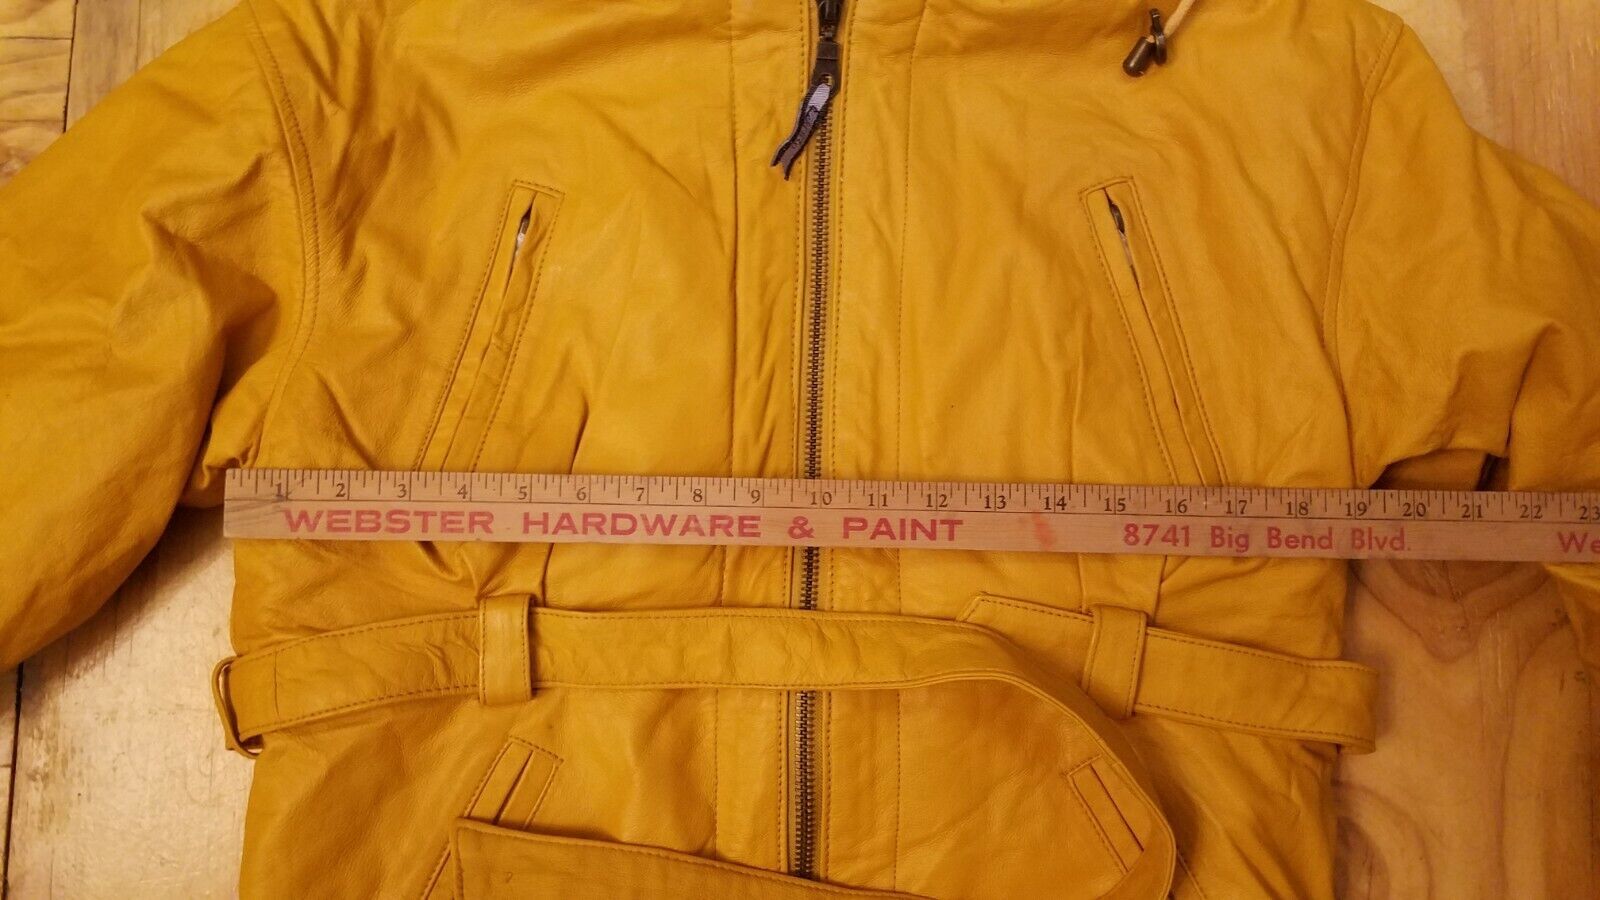 1 2 3 4 5 6 7 8 9 10 11 12 13 14 15 16 17 18 19 20 21 22 23
WEBSTER HARDWARE & PAINT 8741 Big Bend Blvd. We